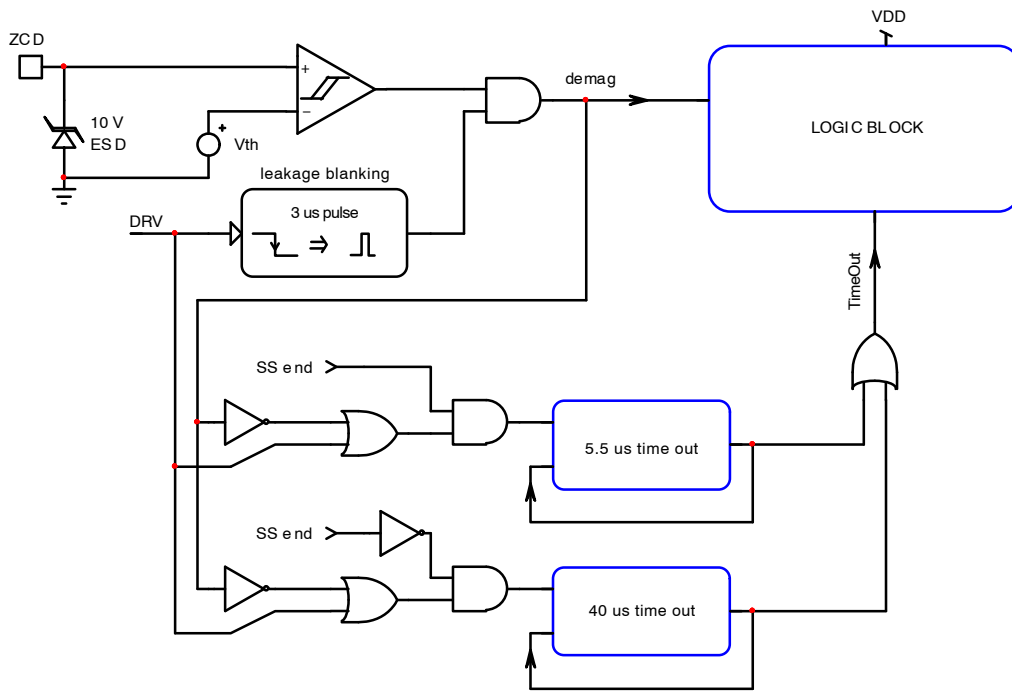 VDD
ZCD
+
−
demag
10 V
ESD
+
Vth
LOGIC BLOCK
leakage blanking
3 us pulse
DRV
TimeOut
SS end
5.5 us time out
SS end
40 us time out